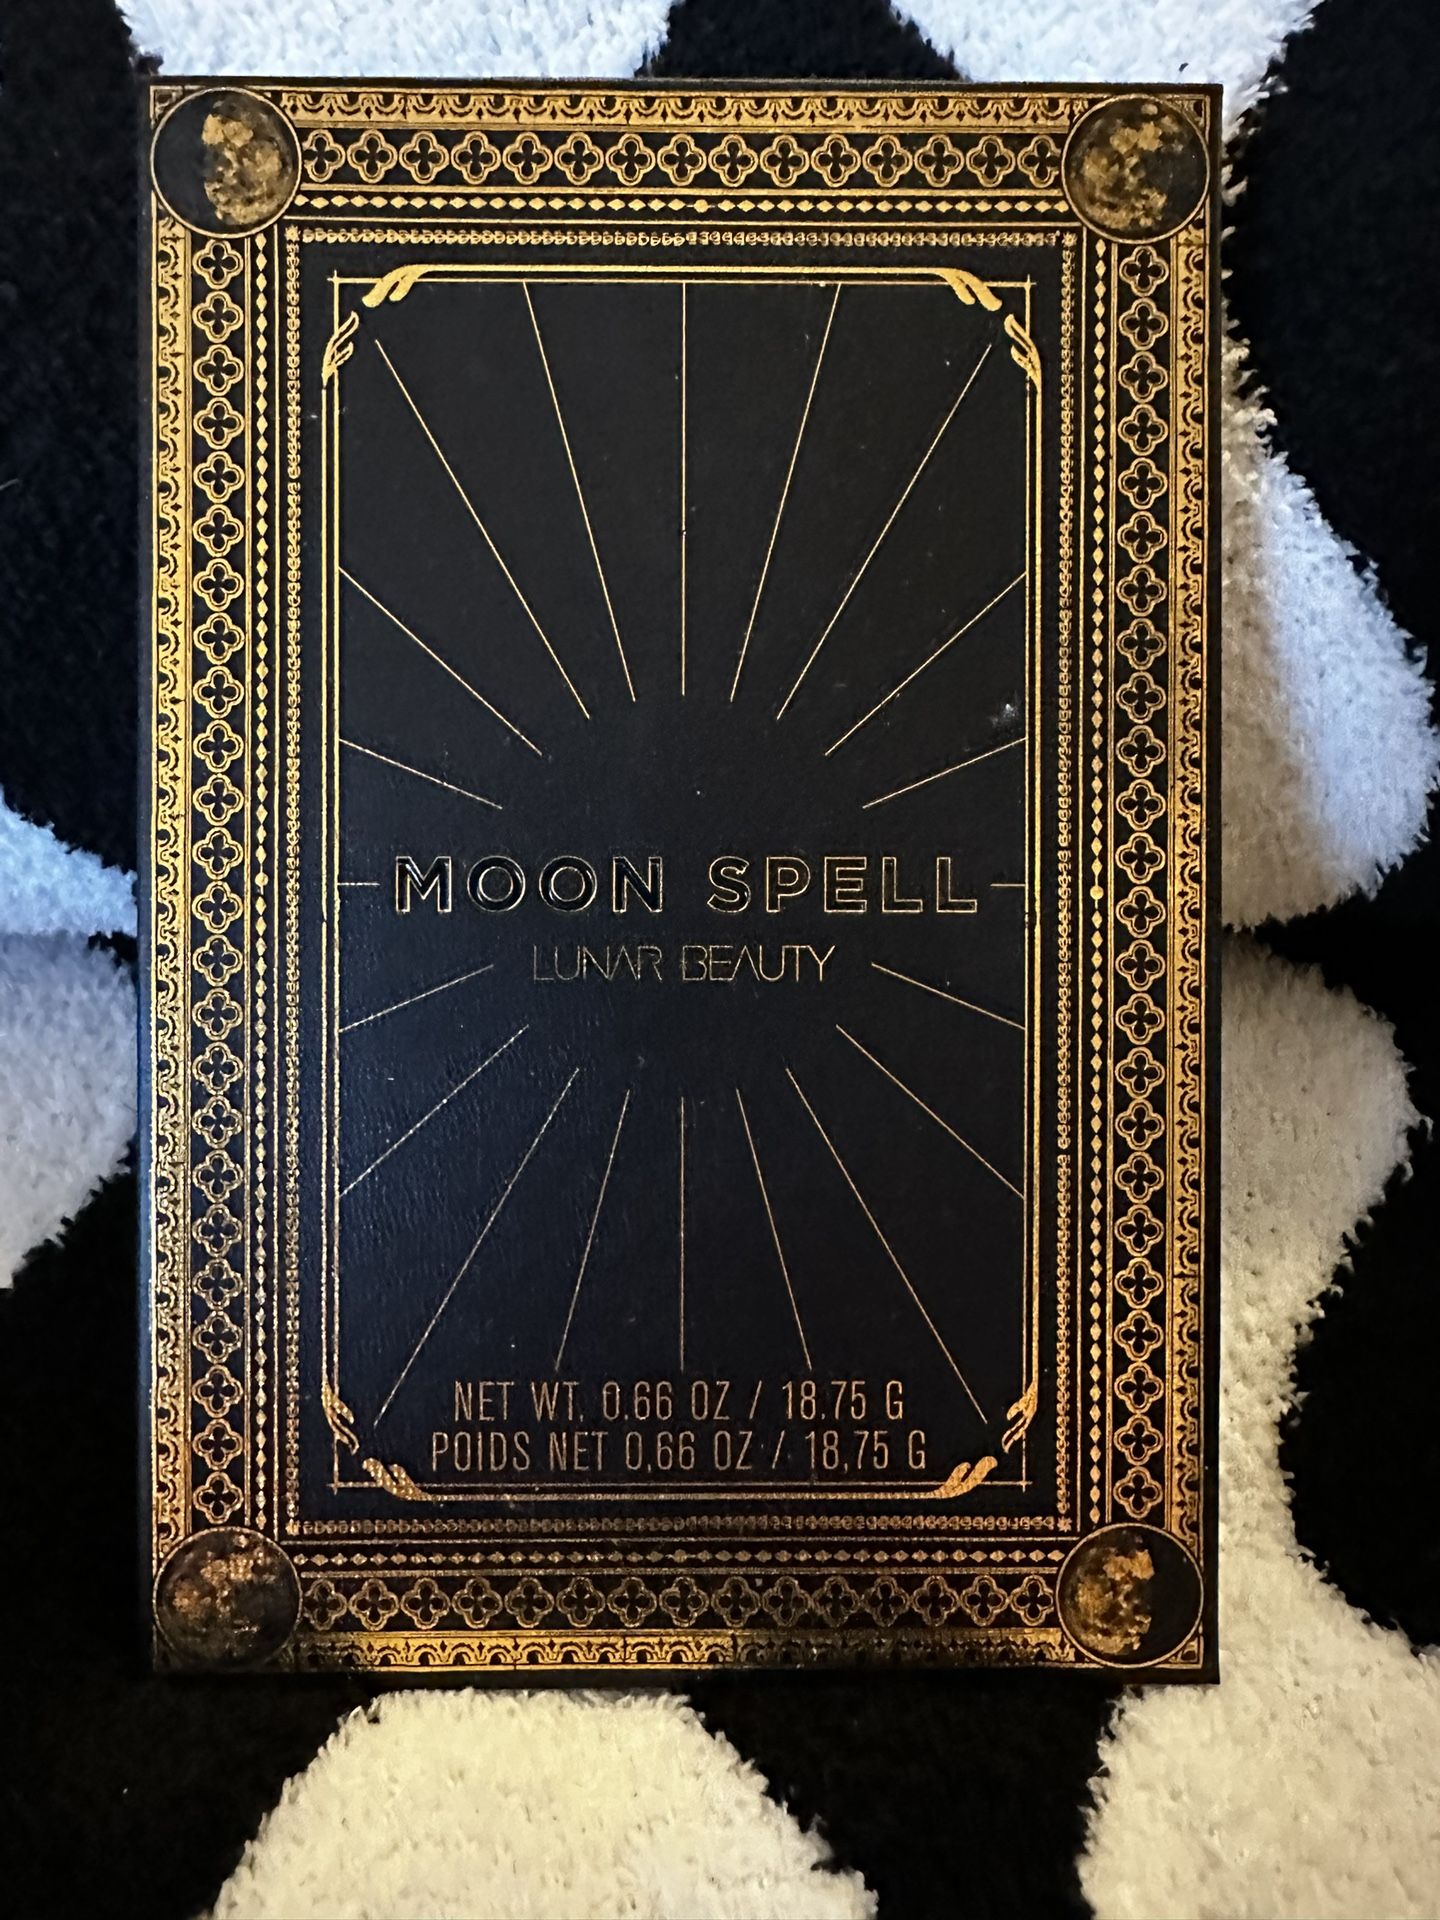 MOON SPELL
LUNAR BEAUTY
NET WT. 0.66 OZ / 18.75 G
POIDS NET 0,66 OZ / 18,75 G